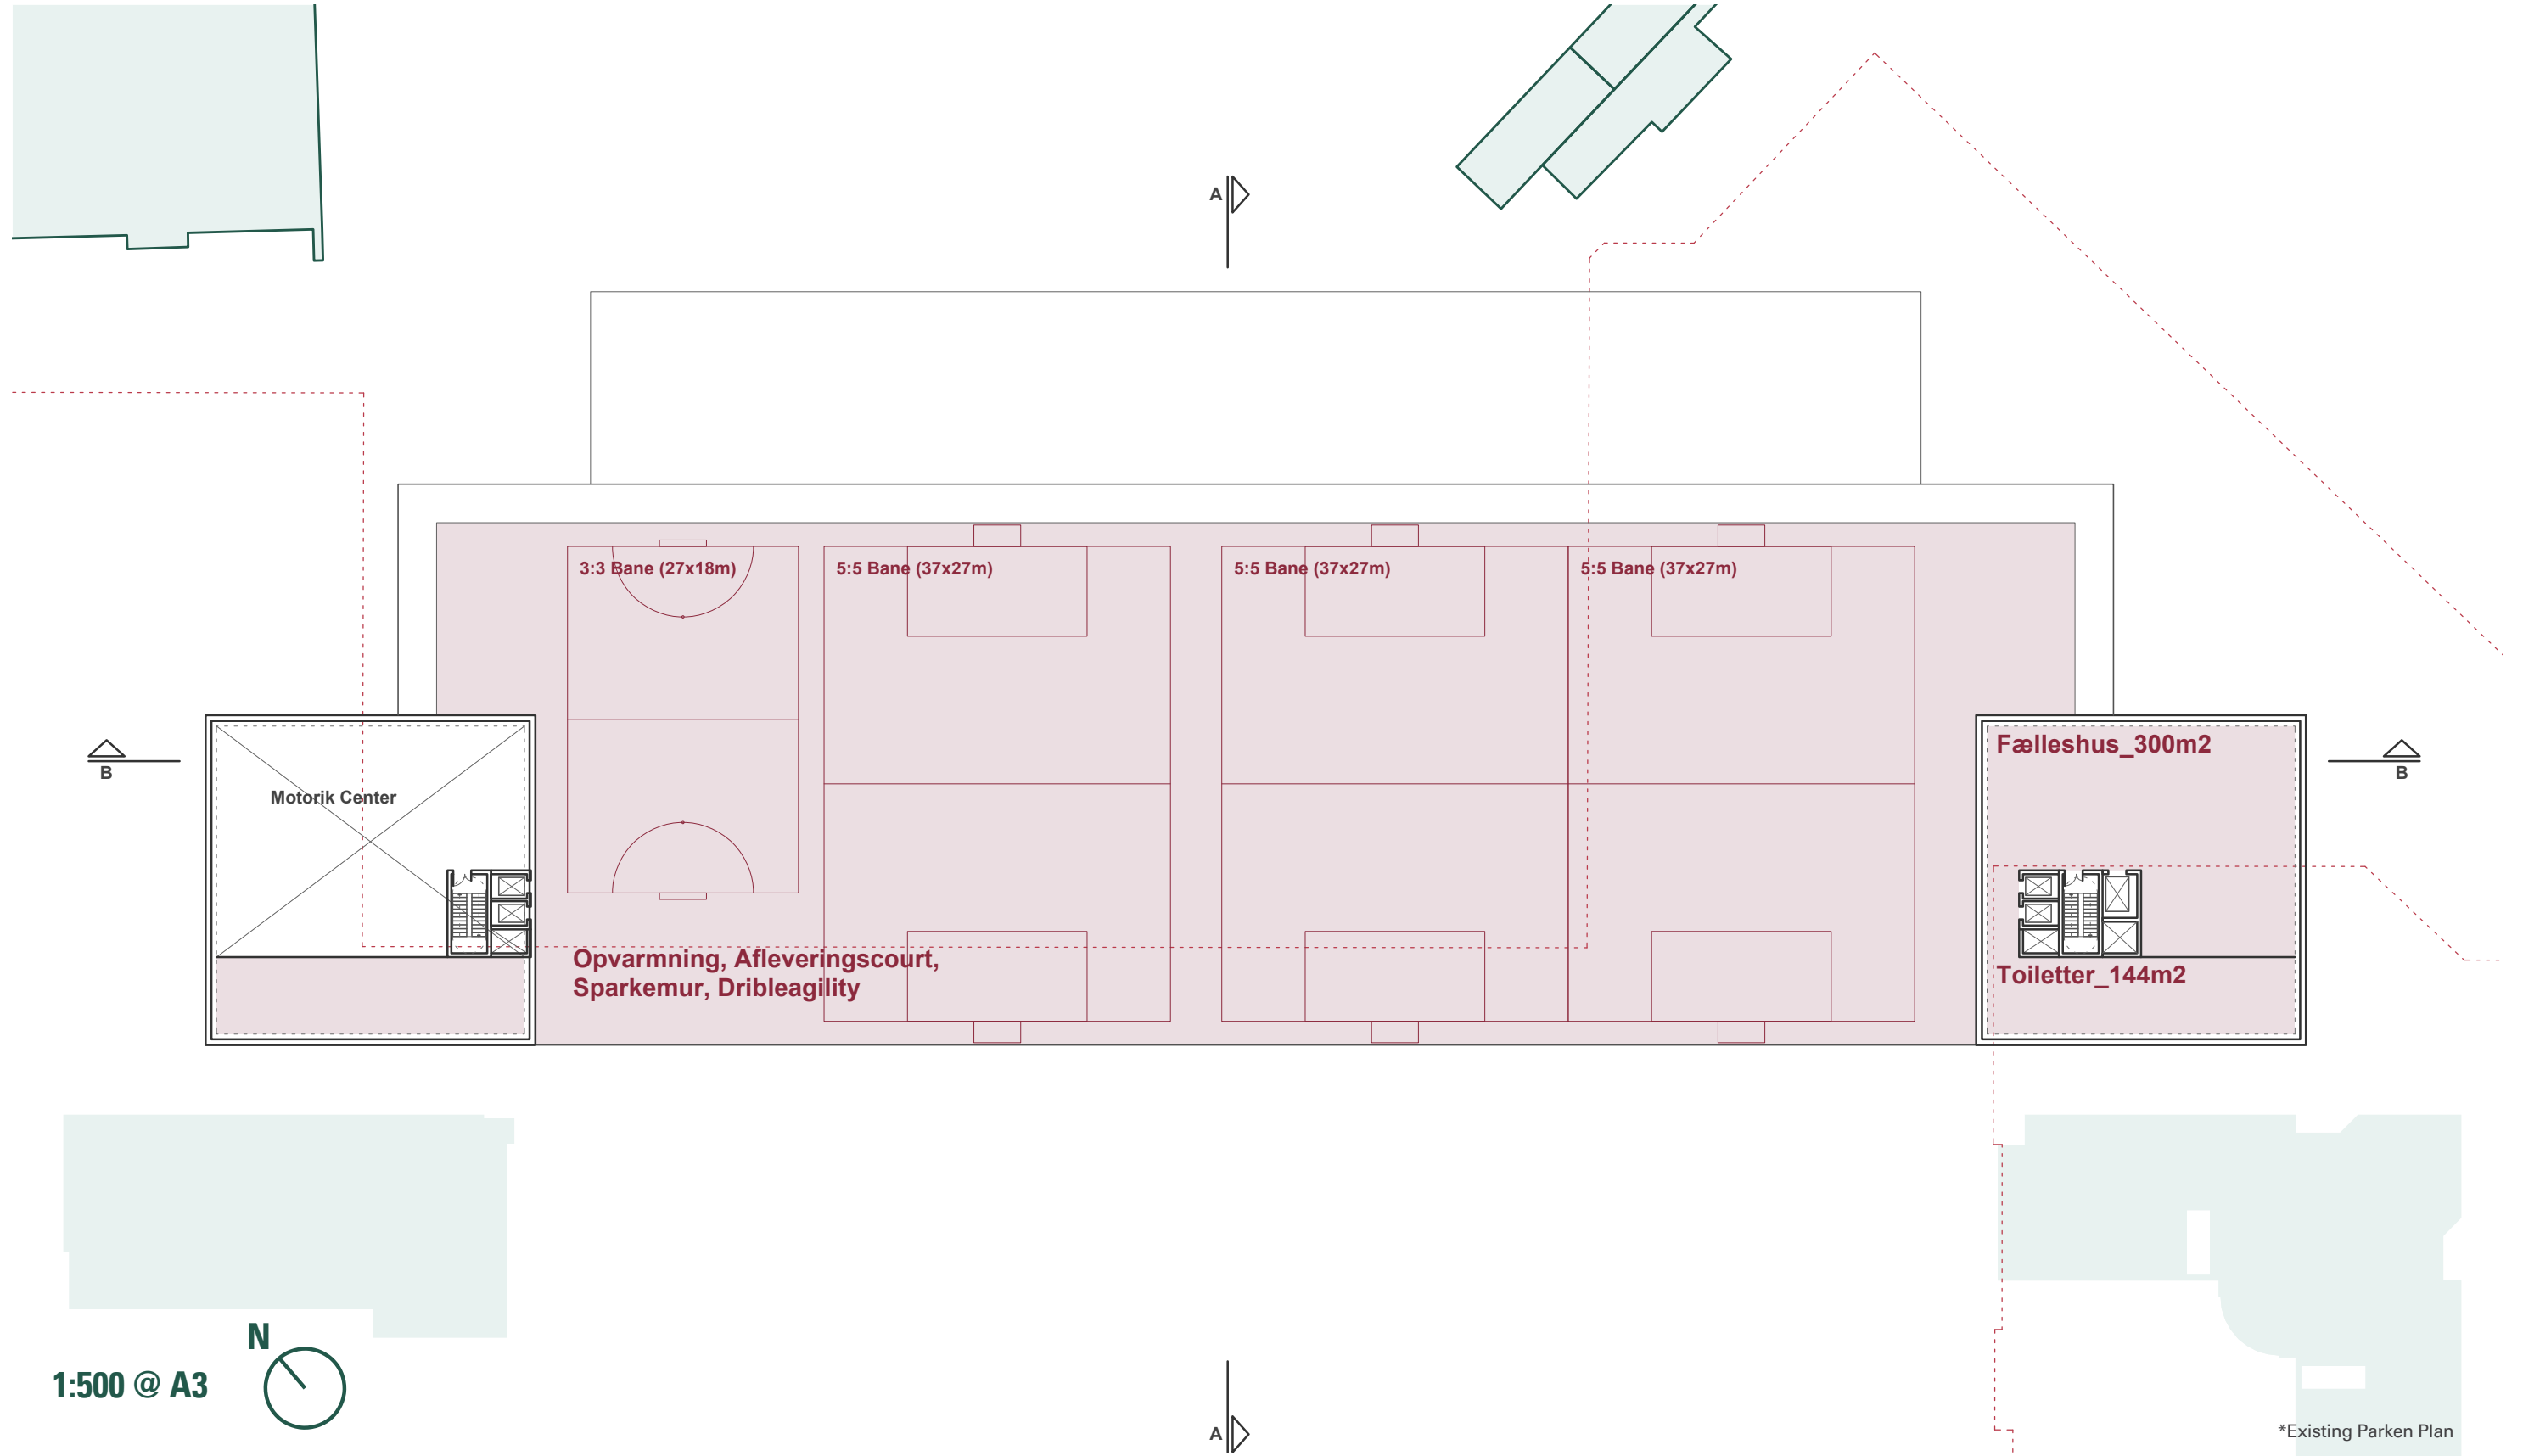 A
3:3 Bane (27x18m)
5:5 Bane (37x27m)
5:5 Bane (37x27m)
5:5 Bane (37x27m)
B
Motorik Center
Fælleshus_300m2
B
Opvarmning, Afleveringscourt,
Sparkemur, Dribleagility
Toiletter_144m2
N
1:500 @ A3
A
*Existing Parken Plan